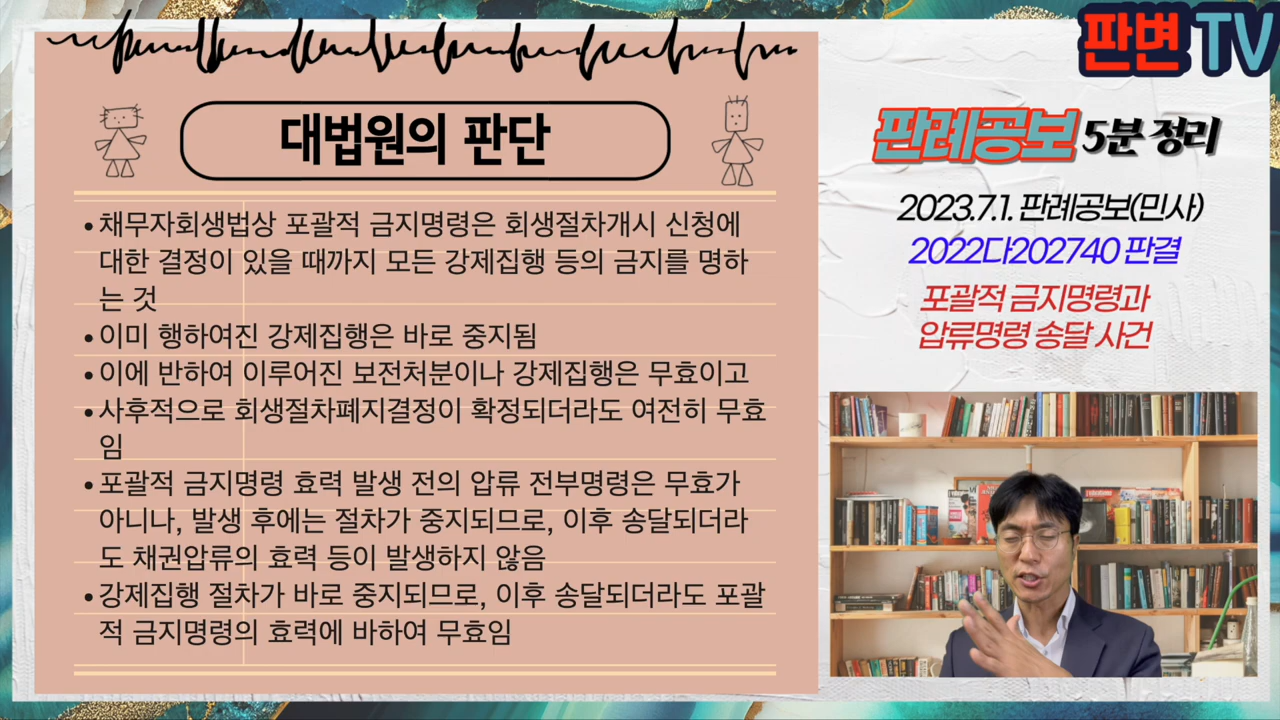 판변 TV
대법원의 판단
• 채무자회생법상 포괄적 금지명령은 회생절차개시 신청에
대한 결정이 있을 때까지 모든 강제집행 등의 금지를 명하
는 것
• 이미 행하여진 강제집행은 바로 중지됨
• 이에 반하여 이루어진 보전처분이나 강제집행은 무효이고
• 사후적으로 회생절차폐지결정이 확정되더라도 여전히 무효
임
• 포괄적 금지명령 효력 발생 전의 압류 전부명령은 무효가
아니나, 발생 후에는 절차가 중지되므로, 이후 송달되더라
도 채권압류의 효력 등이 발생하지 않음
• 강제집행 절차가 바로 중지되므로, 이후 송달되더라도 포괄
적 금지명령의 효력에 바하여 무효임
판례공보 5분 정리
2023.7.1. 판례공보(민사)
2022다202740 판결
포괄적 금지명령과
압류명령 송달 사건